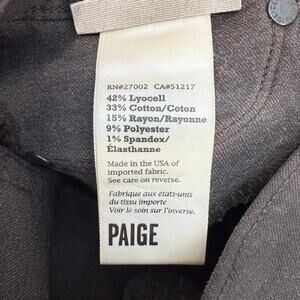 RN#27002 CA#51217
42% Lyocell
33% Cotton/Coton
15% Rayon/Rayonne
9% Polyester
1% Spandex/
Élasthanne
Made in the USA of
imported fabric.
See care on reverse.
Fabrique aux etats-unis
du tissu importe
Voir le soin sur l'inverse.
PAIGE